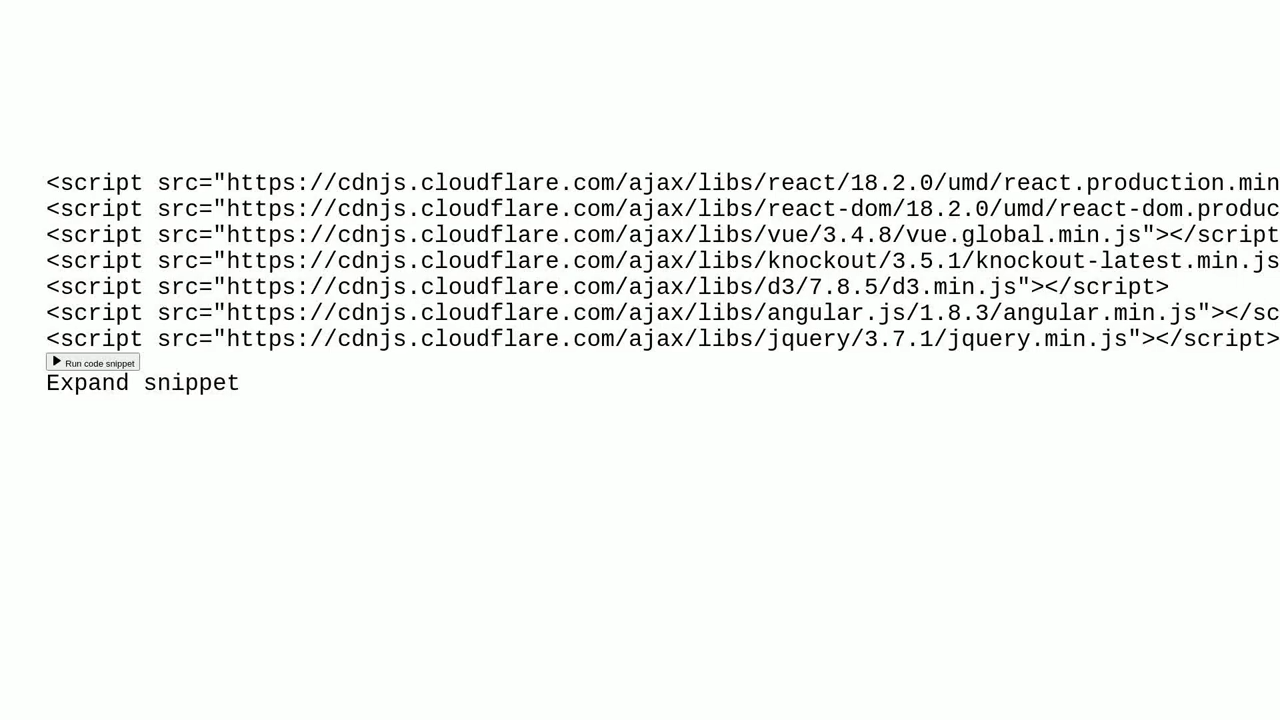 <script src="https://cdnjs.cloudflare.com/ajax/libs/react/18.2.0/umd/react.production.min
<script src="https://cdnjs.cloudflare.com/ajax/libs/react-dom/18.2.0/umd/react-dom.produc
<script src="https://cdnjs.cloudflare.com/ajax/libs/vue/3.4.8/vue.global.min.js"></script
<script src="https://cdnjs.cloudflare.com/ajax/libs/knockout/3.5.1/knockout-latest.min.js
<script src="https://cdnjs.cloudflare.com/ajax/libs/d3/7.8.5/d3.min.js"></script>
<script src="https://cdnjs.cloudflare.com/ajax/libs/angular.js/1.8.3/angular.min.js"></sc
<script src="https://cdnjs.cloudflare.com/ajax/libs/jquery/3.7.1/jquery.min.js"></script>
Run code snippet
Expand snippet